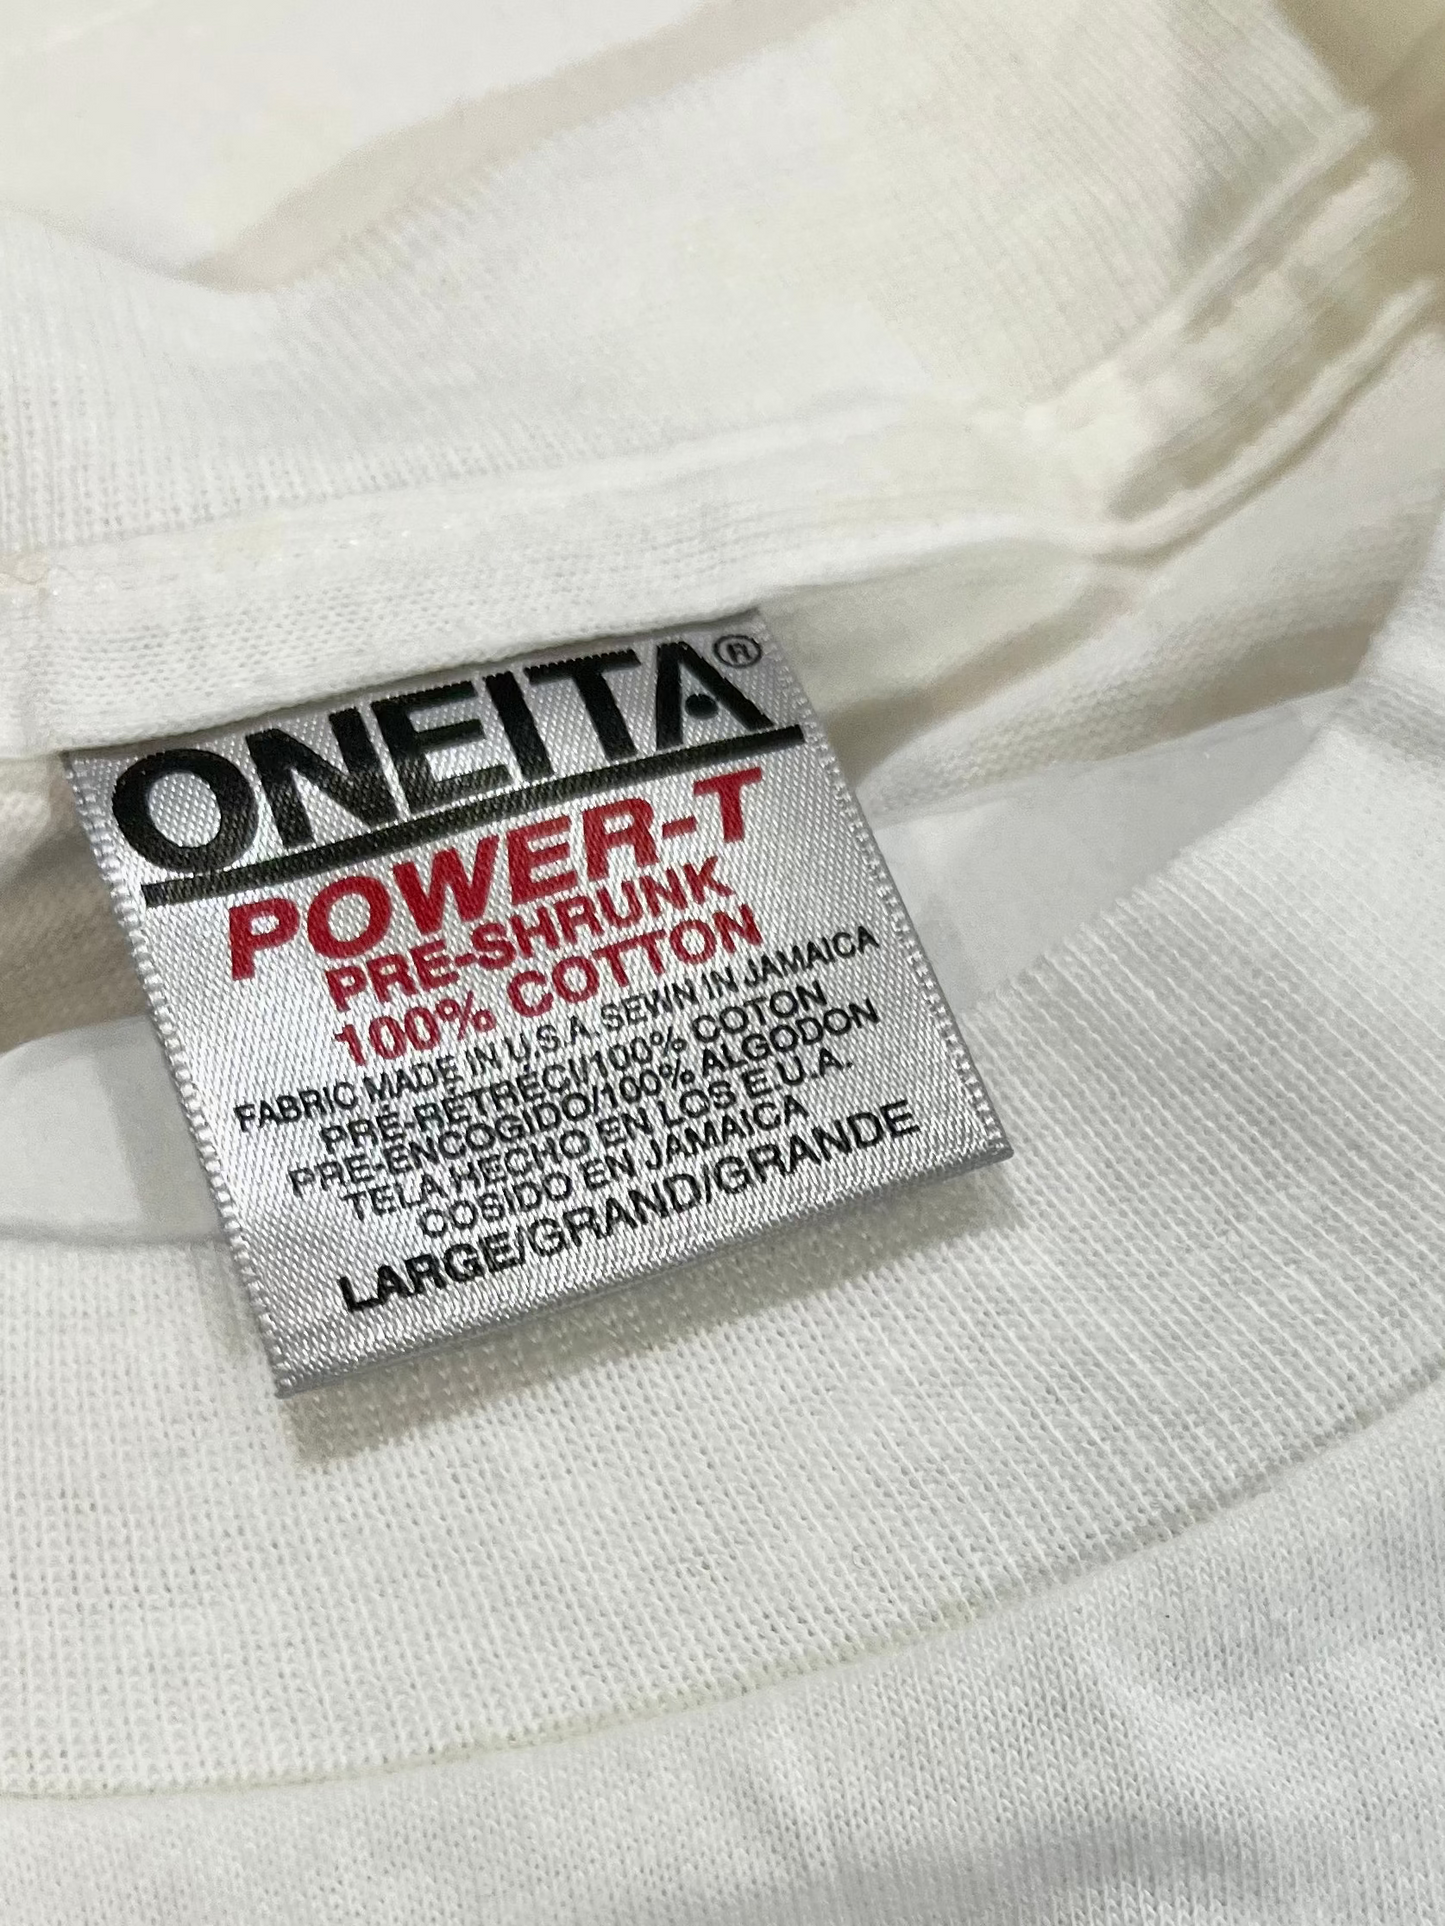 ONEITA®
POWER-T
PRE-SHRUNK
100% COTTON
FABRIC MADE IN U.S.A. SEWN IN JAMAICA
PRÉ-RÉTRÉCI/100% COTON
PRE-ENCOGIDO/100% ALGODON
TELA HECHO EN LOS E.U.A.
COSIDO EN JAMAICA
LARGE/GRAND/GRANDE